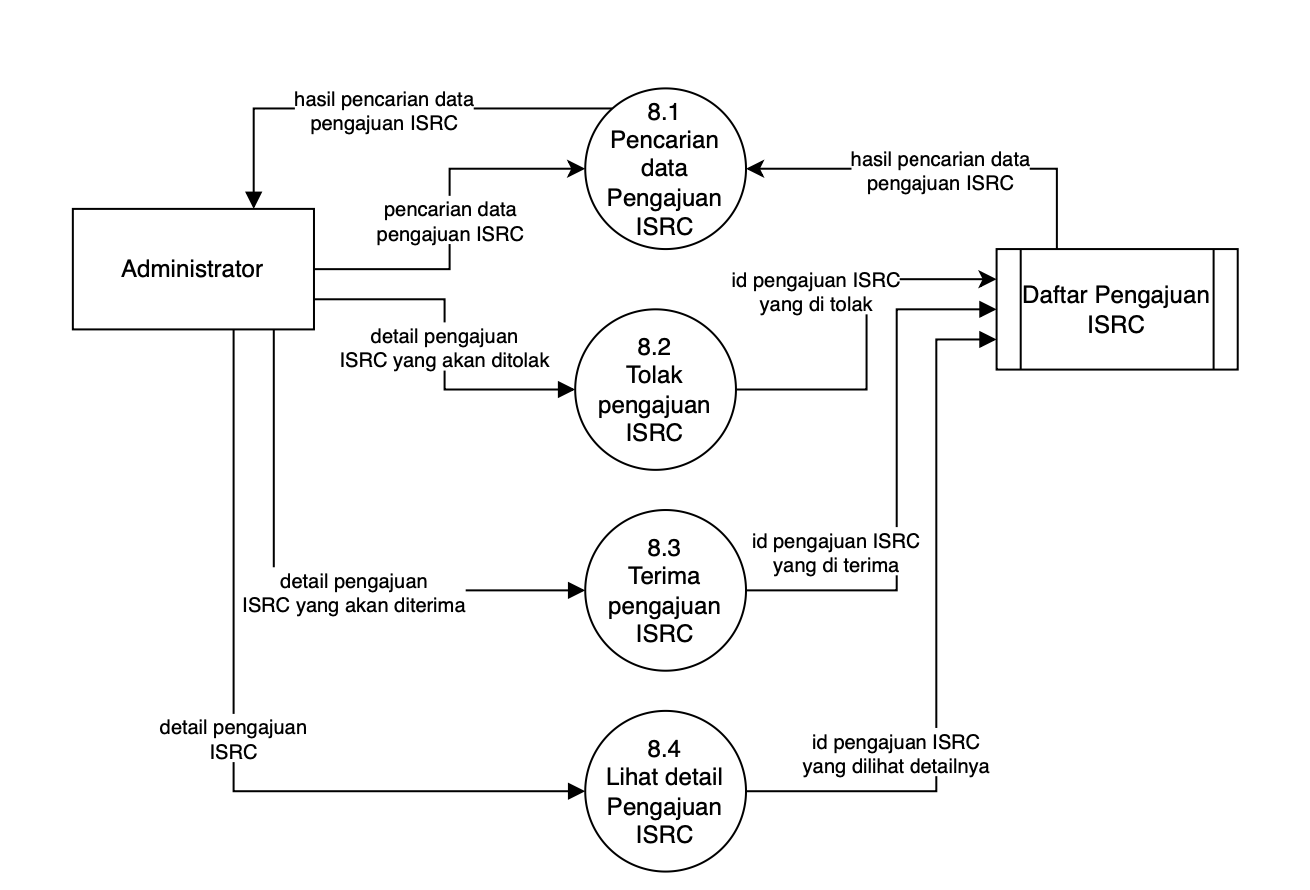 hasil pencarian data
pengajuan ISRC
8.1
Pencarian
data
Pengajuan
ISRC
hasil pencarian data
pengajuan ISRC
pencarian data
pengajuan ISRC
Administrator
id pengajuan ISRC
yang di tolak
Daftar Pengajuan
ISRC
detail pengajuan
ISRC yang akan ditolak
8.2
Tolak
pengajuan
ISRC
8.3
Terima
pengajuan
ISRC
id pengajuan ISRC
yang di terima
detail pengajuan
ISRC yang akan diterima
detail pengajuan
ISRC
8.4
Lihat detail
Pengajuan
ISRC
id pengajuan ISRC
yang dilihat detailnya